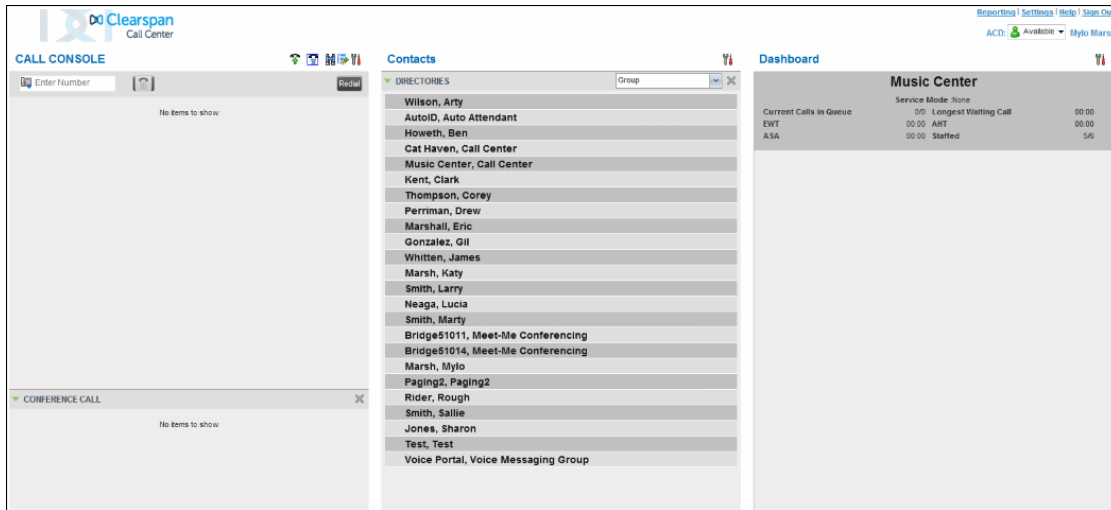 Clearspan
Call Center
Reporting | Settings | Help | Sign Ou
ACD: Available Mylo Mars
CALL CONSOLE
Enter Number
Redial
No items to show
CONFERENCE CALL
No items to show
Contacts
DIRECTORIES
Group
Wilson, Arty
AutoID, Auto Attendant
Howeth, Ben
Cat Haven, Call Center
Music Center, Call Center
Kent, Clark
Thompson, Corey
Perriman, Drew
Marshall, Eric
Gonzalez, Gil
Whitten, James
Marsh, Katy
Smith, Larry
Neaga, Lucia
Smith, Marty
Bridge51011, Meet-Me Conferencing
Bridge51014, Meet-Me Conferencing
Marsh, Mylo
Paging2, Paging2
Rider, Rough
Smith, Sallie
Jones, Sharon
Test, Test
Voice Portal, Voice Messaging Group
Dashboard
Music Center
Service Mode :None
Current Calls in Queue 0/0 Longest Waiting Call 00:00
EWT 00:00 AHT 00:00
ASA 00:00 Staffed 5/6